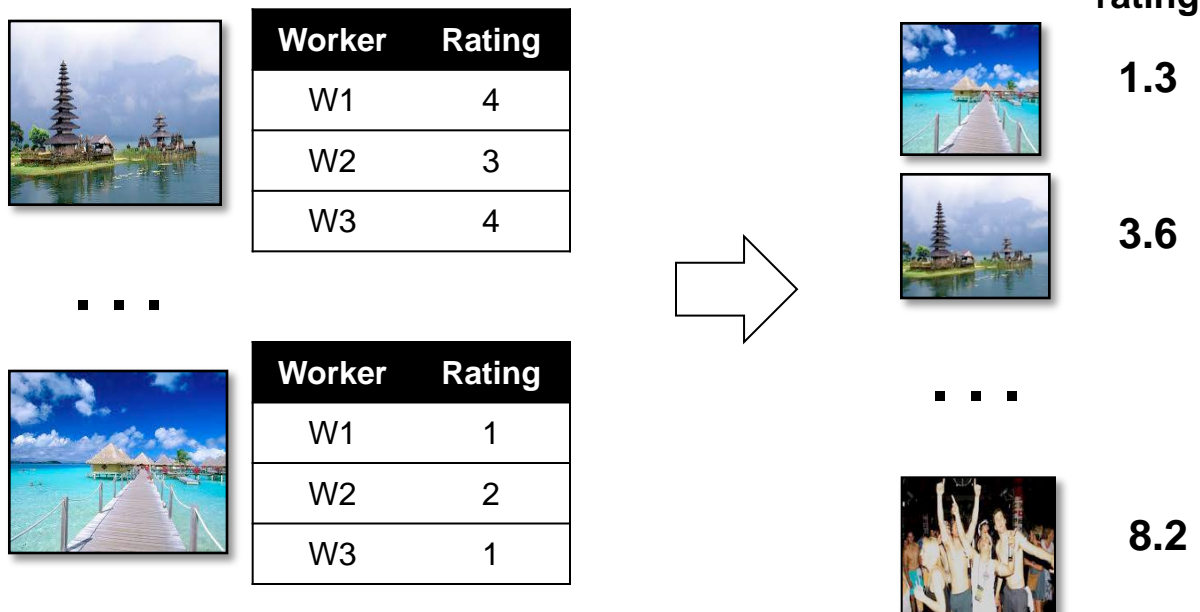 Worker Rating
W1 4
W2 3
W3 4
. . .
Worker Rating
W1 1
W2 2
W3 1
rating
1.3
3.6
. . .
8.2